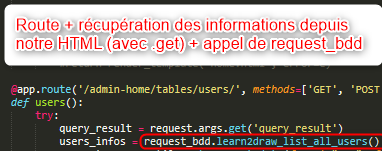 Route + récupération des informations depuis
notre HTML (avec .get) + appel de request_bdd
@app.route('/admin-home/tables/users/', methods=['GET', 'POST
def users():
try:
query_result = request.args.get('query_result')
users_infos = request_bdd.learn2draw_list_all_users()